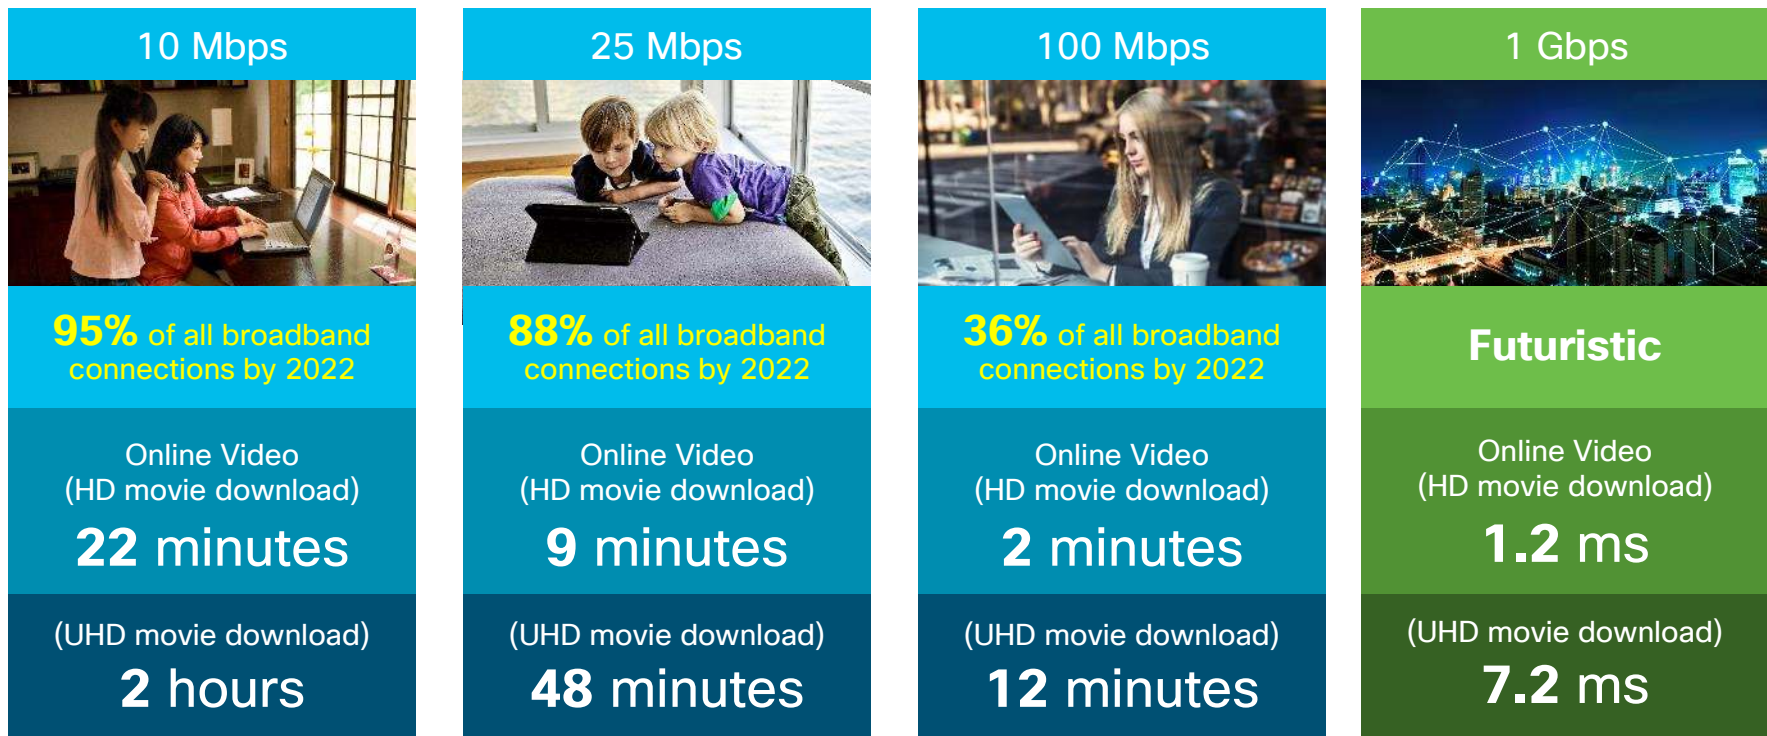 10 Mbps
95% of all broadband
connections by 2022
Online Video
(HD movie download)
22 minutes
(UHD movie download)
2 hours
25 Mbps
88% of all broadband
connections by 2022
Online Video
(HD movie download)
9 minutes
(UHD movie download)
48 minutes
100 Mbps
36% of all broadband
connections by 2022
Online Video
(HD movie download)
2 minutes
(UHD movie download)
12 minutes
1 Gbps
Futuristic
Online Video
(HD movie download)
1.2 ms
(UHD movie download)
7.2 ms